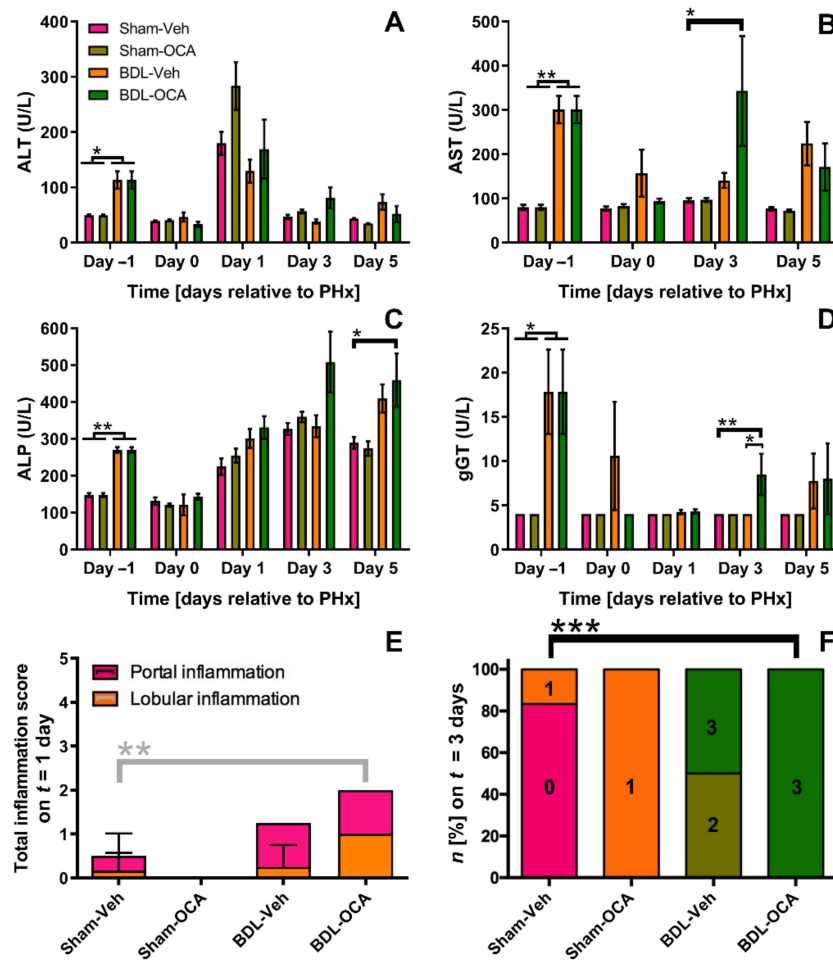 A
Sham-Veh
Sham-OCA
BDL-Veh
BDL-OCA
ALT (U/L)
400
300
200
100
0
*
Day –1 Day 0 Day 1 Day 3 Day 5
Time [days relative to PHx]
B
AST (U/L)
500
400
300
200
100
0
**
*
Day –1 Day 0 Day 3 Day 5
Time [days relative to PHx]
C
ALP (U/L)
600
500
400
300
200
100
0
**
*
Day –1 Day 0 Day 1 Day 3 Day 5
Time [days relative to PHx]
D
gGT (U/L)
25
20
15
10
5
0
*
**
*
Day –1 Day 0 Day 1 Day 3 Day 5
Time [days relative to PHx]
E
Portal inflammation
Lobular inflammation
Total inflammation score
on t = 1 day
5
4
3
2
1
0
**
Sham-Veh Sham-OCA BDL-Veh BDL-OCA
F
***
n [%] on t = 3 days
100
80
60
40
20
0
1
0
1
3
2
3
Sham-Veh Sham-OCA BDL-Veh BDL-OCA